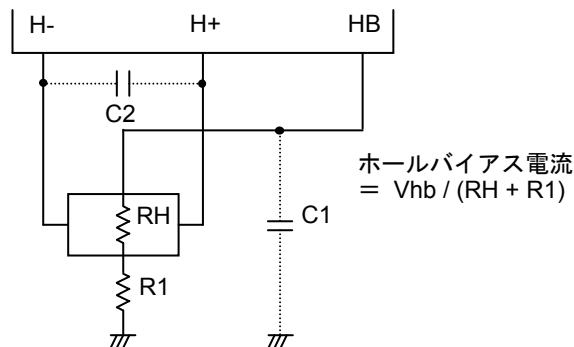 H-
H+
HB
C2
ホールバイアス電流
= Vhb / (RH + R1)
RH
C1
R1